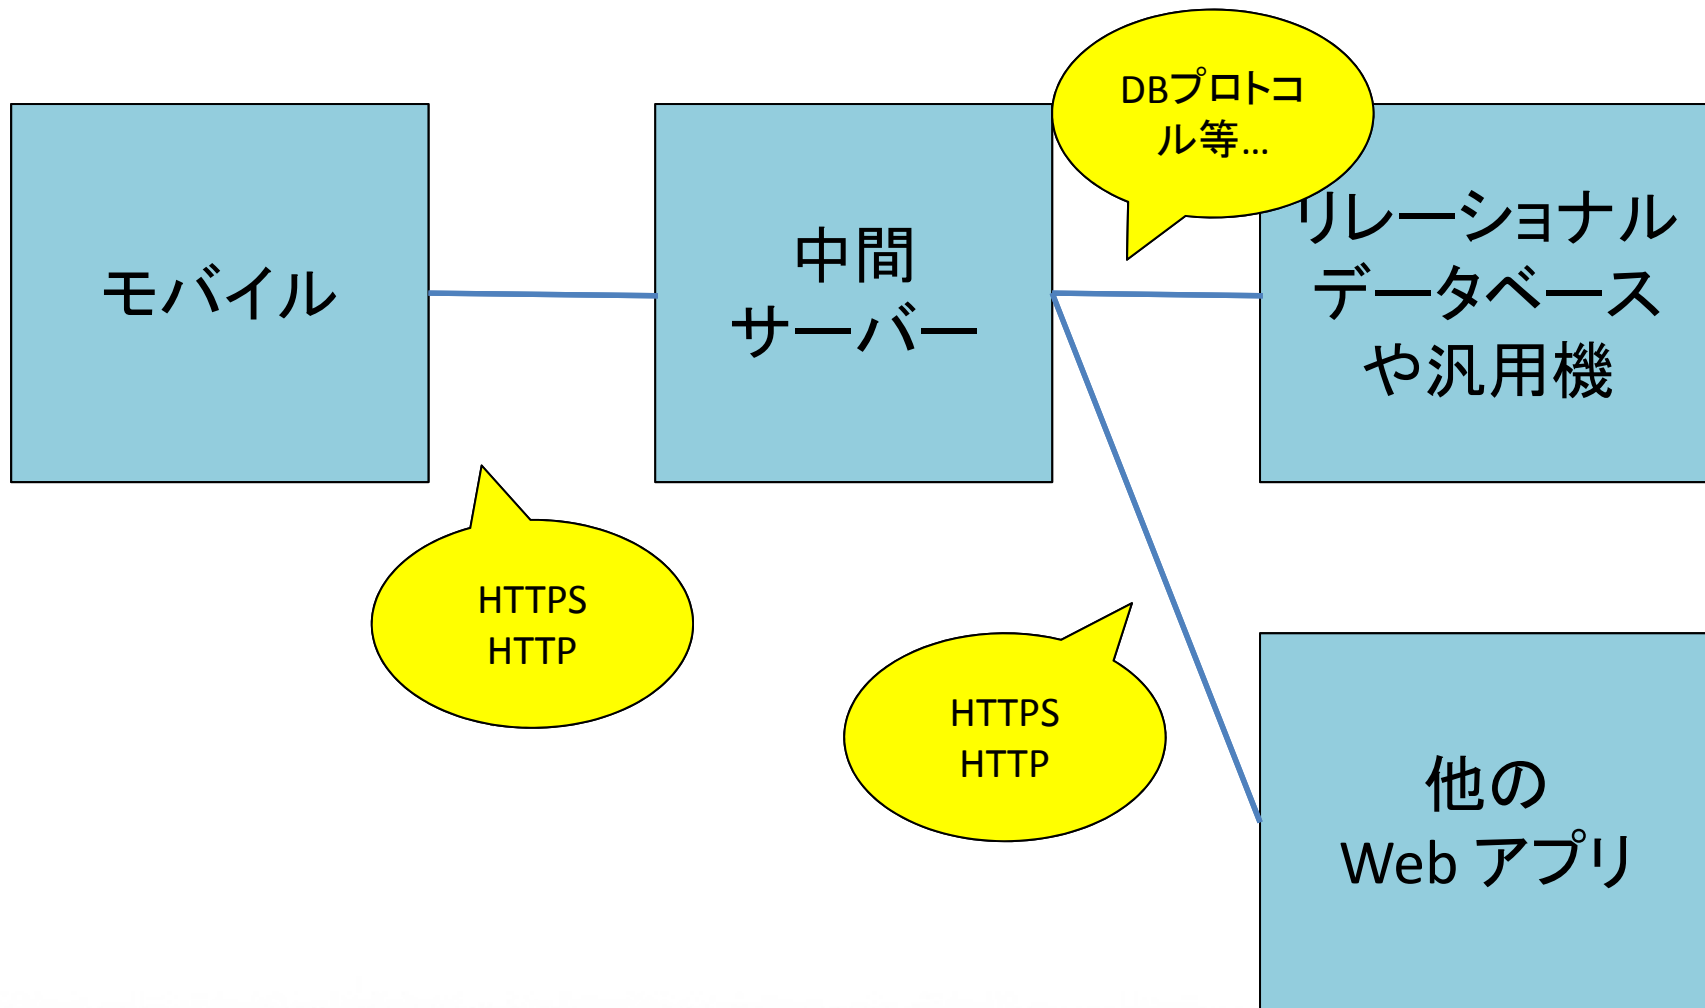 モバイル
中間
サーバー
DBプロトコ
ル等...
リレーショナル
データベース
や汎用機
HTTPS
HTTP
HTTPS
HTTP
他の
Web アプリ